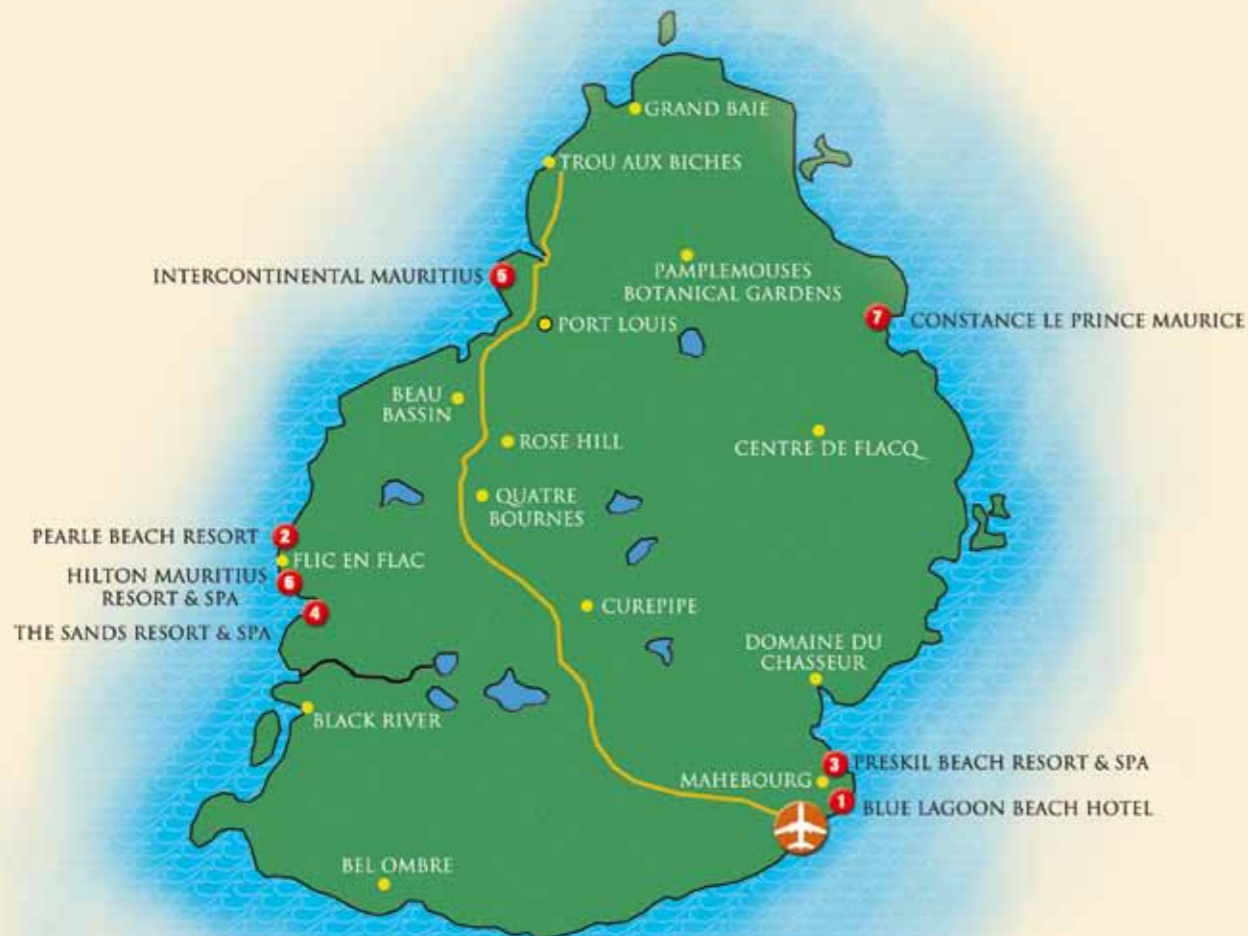 GRAND BAIE
TROU AUX BICHES
INTERCONTINENTAL MAURITIUS
5
PAMPLEMOUSES
BOTANICAL GARDENS
7
CONSTANCE LE PRINCE MAURICE
PORT LOUIS
BEAU
BASSIN
ROSE HILL
CENTRE DE FLACQ
QUATRE
BOURNES
PEARLE BEACH RESORT
2
FLIC EN FLAC
HILTON MAURITIUS
RESORT & SPA
6
4
THE SANDS RESORT & SPA
CUREPIPE
DOMAINE DU
CHASSEUR
BLACK RIVER
3
PRESKIL BEACH RESORT & SPA
MAHEBOURG
1
BLUE LAGOON BEACH HOTEL
BEL OMBRE